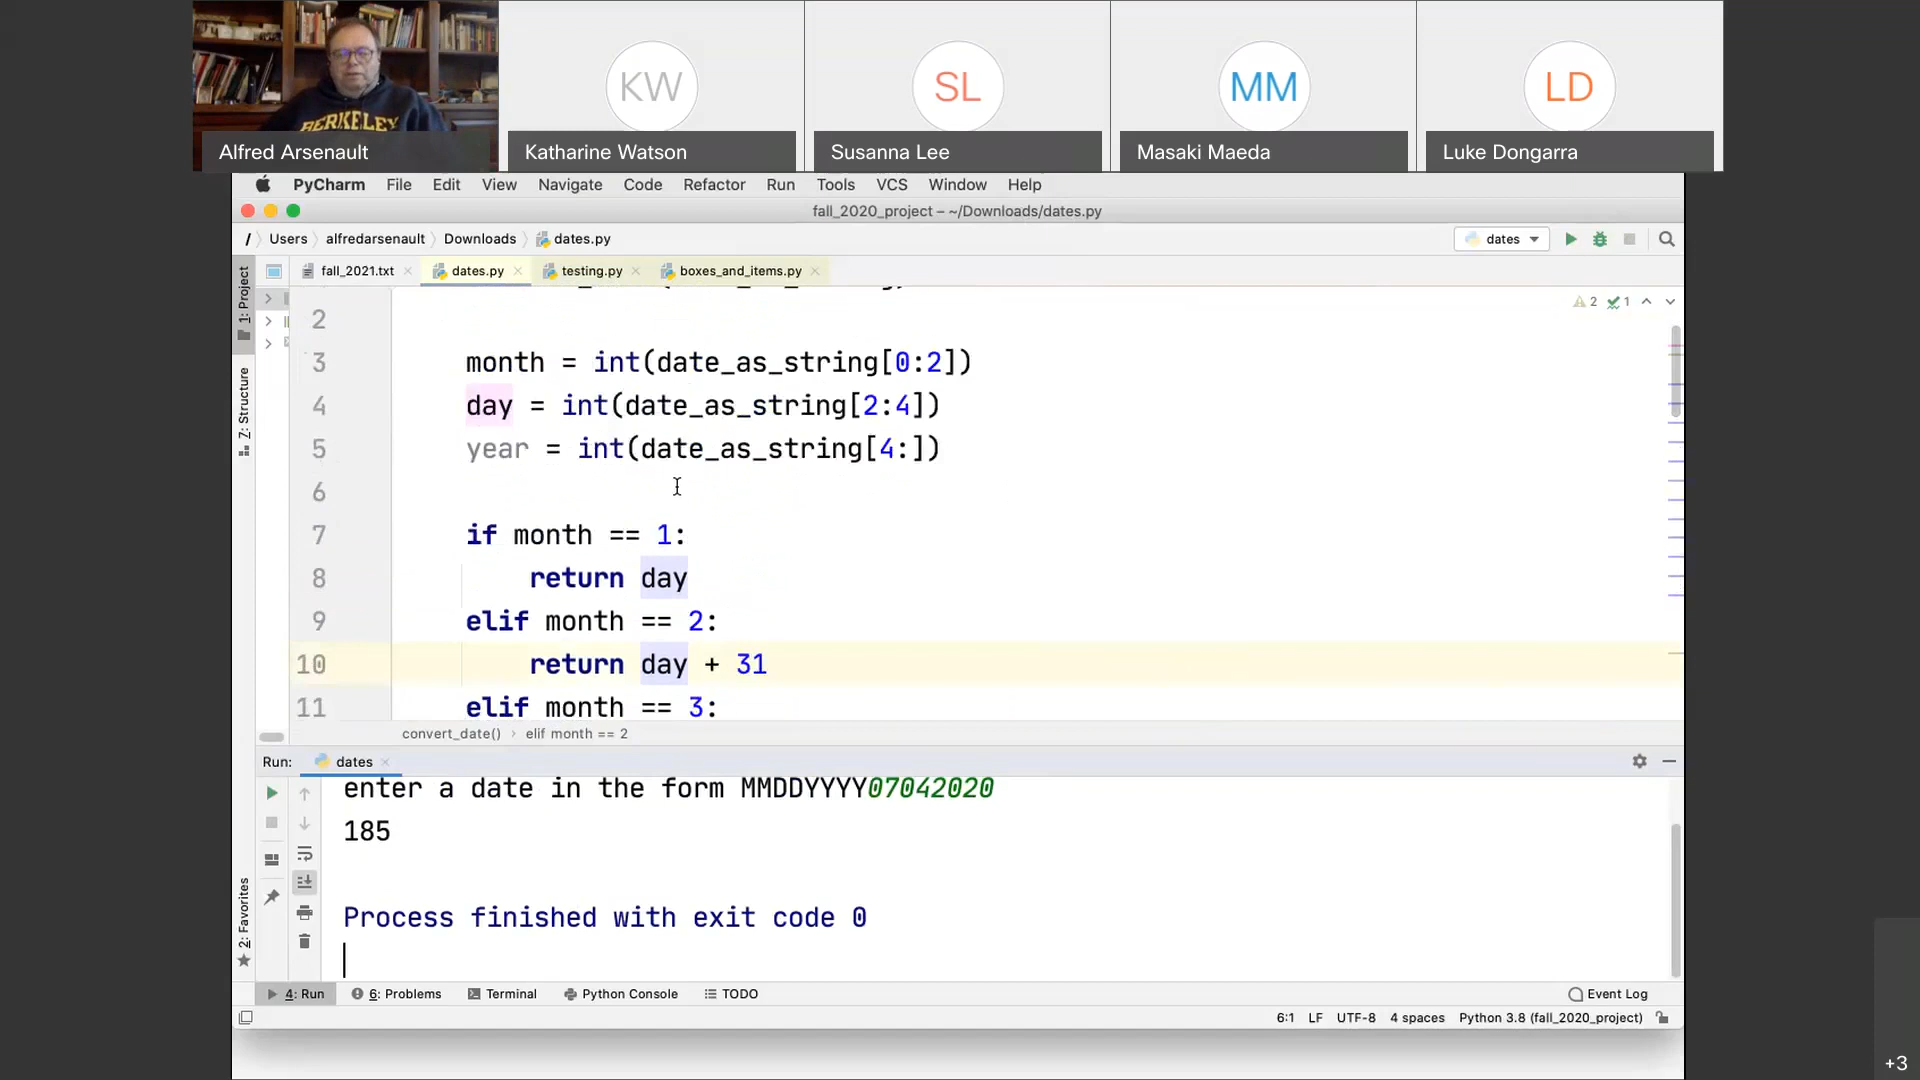 BERKELEY
KW
SL
MM
LD
Alfred Arsenault
Katharine Watson
Susanna Lee
Masaki Maeda
Luke Dongarra
PyCharm File Edit View Navigate Code Refactor Run Tools VCS Window Help
fall_2020_project – ~/Downloads/dates.py
/ Users alfredarsenault Downloads dates.py
dates
1: Project
fall_2021.txt dates.py testing.py boxes_and_items.py
2 1
2
3 month = int(date_as_string[0:2])
4 day = int(date_as_string[2:4])
5 year = int(date_as_string[4:])
6
7 if month == 1:
8 return day
9 elif month == 2:
10 return day + 31
11 elif month == 3:
Z: Structure
convert_date() elif month == 2
Run: dates
enter a date in the form MMDDYYYY07042020
185
Process finished with exit code 0
2: Favorites
4: Run 6: Problems Terminal Python Console TODO Event Log
6:1 LF UTF-8 4 spaces Python 3.8 (fall_2020_project)
+3